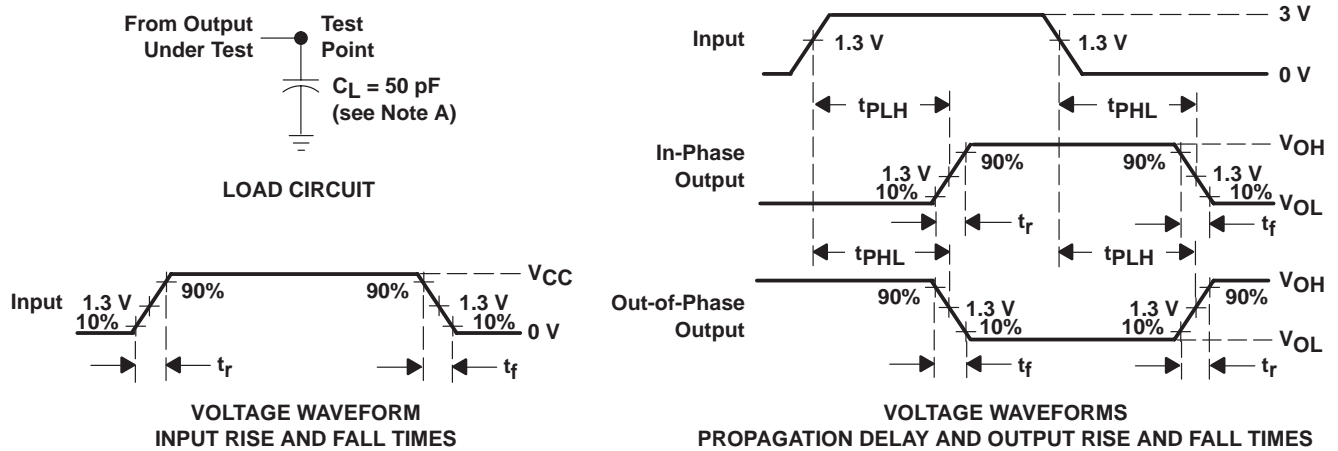 From Output
Under Test
Test
Point
CL = 50 pF
(see Note A)
LOAD CIRCUIT
Input
1.3 V
10%
90%
90%
1.3 V
10%
VCC
0 V
tr
tf
VOLTAGE WAVEFORM
INPUT RISE AND FALL TIMES
Input
1.3 V
1.3 V
3 V
0 V
tPLH
tPHL
In-Phase
Output
1.3 V
10%
90%
90%
1.3 V
10%
VOH
VOL
tr
tf
tPHL
tPLH
Out-of-Phase
Output
90%
1.3 V
10%
1.3 V
10%
90%
VOH
VOL
tf
tr
VOLTAGE WAVEFORMS
PROPAGATION DELAY AND OUTPUT RISE AND FALL TIMES